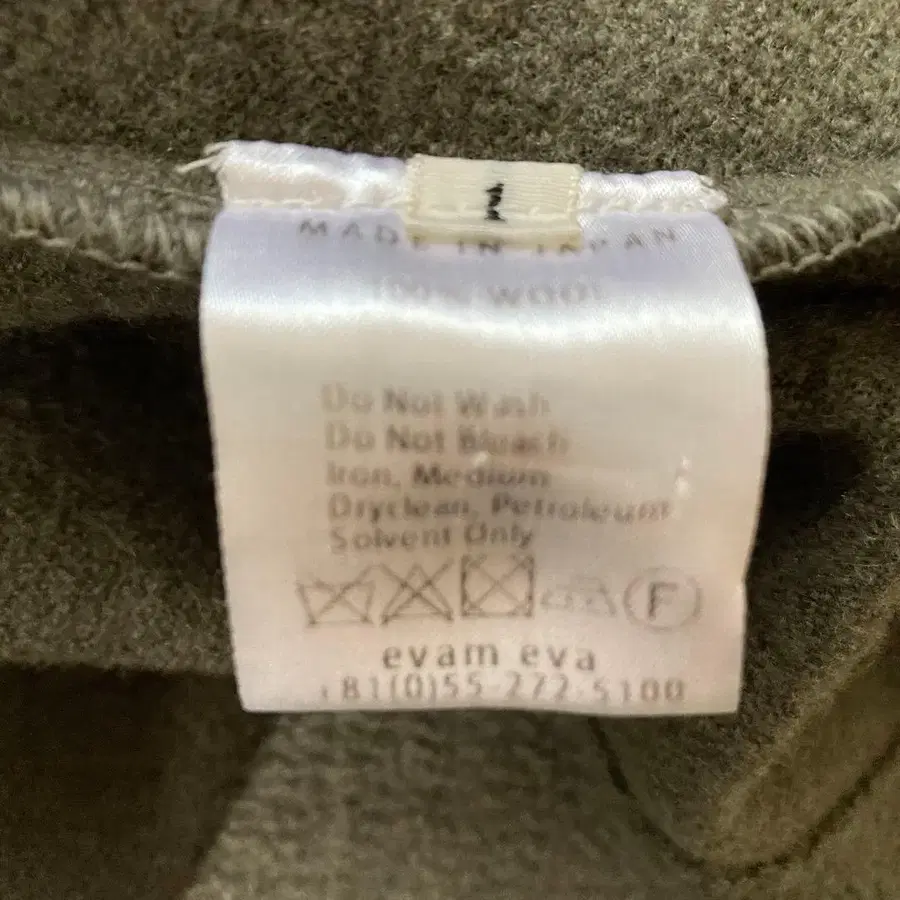 1
MADE IN JAPAN
100% WOOL
Do Not Wash
Do Not Bleach
Iron, Medium
Dryclean, Petroleum
Solvent Only
F
evam eva
+81(0)55-272-5100